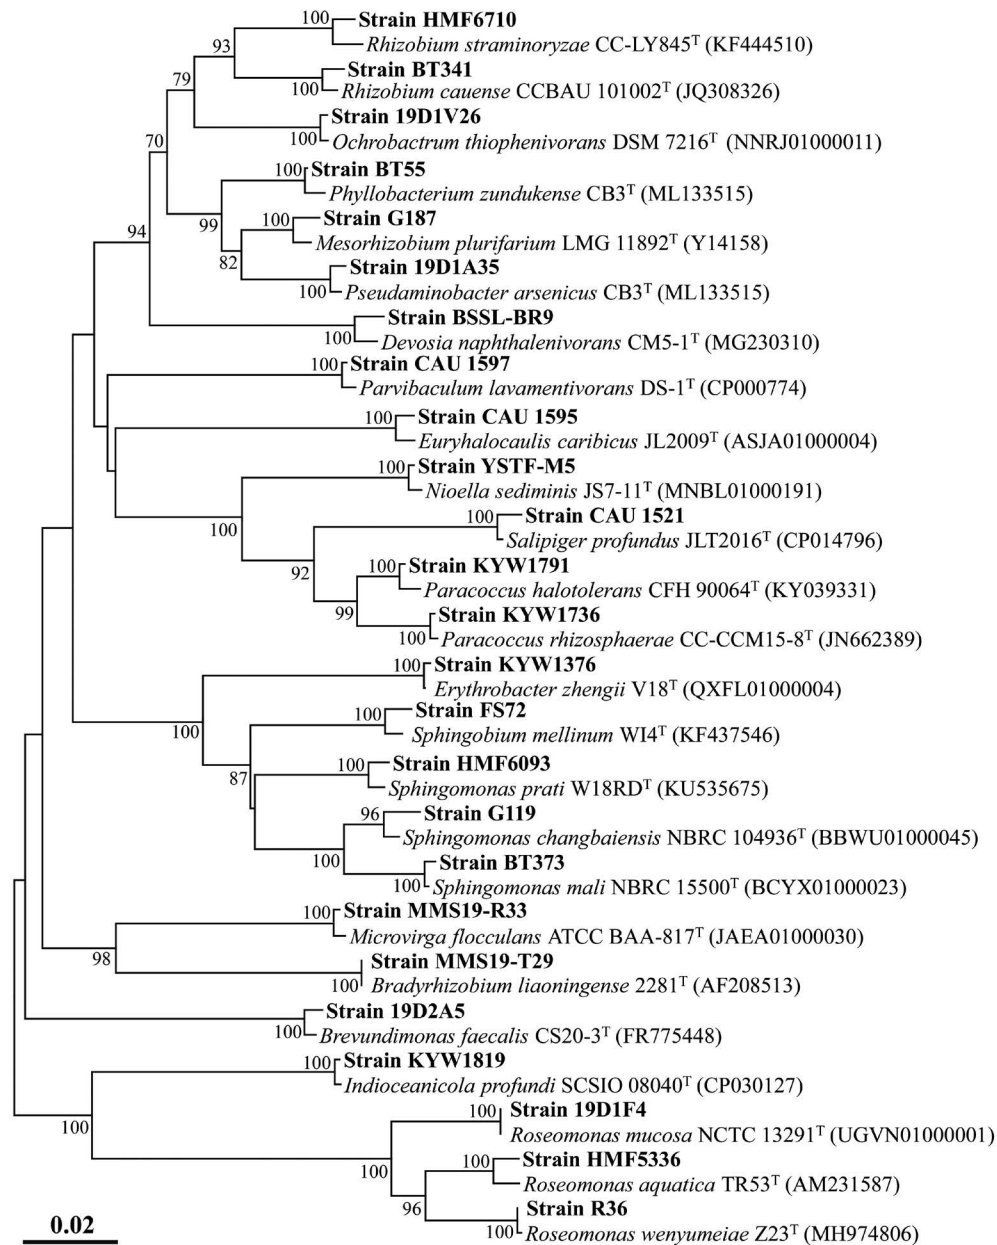 100 Strain HMF6710
Rhizobium straminoryzae CC-LY845ᵀ (KF444510)
93
Strain BT341
79
100 Rhizobium cauense CCBAU 101002ᵀ (JQ308326)
Strain 19D1V26
70
100 Ochrobactrum thiophenivorans DSM 7216ᵀ (NNRJ01000011)
100 Strain BT55
Phyllobacterium zundukense CB3ᵀ (ML133515)
99
100 Strain G187
94
Mesorhizobium plurifarium LMG 11892ᵀ (Y14158)
82
Strain 19D1A35
100 Pseudaminobacter arsenicus CB3ᵀ (ML133515)
Strain BSSL-BR9
100 Devosia naphthalenivorans CM5-1ᵀ (MG230310)
100 Strain CAU 1597
Parvibaculum lavamentivorans DS-1ᵀ (CP000774)
100 Strain CAU 1595
Euryhalocaulis caribicus JL2009ᵀ (ASJA01000004)
100 Strain YSTF-M5
Nioella sediminis JS7-11ᵀ (MNBL01000191)
100
100 Strain CAU 1521
Salipiger profundus JLT2016ᵀ (CP014796)
92
100 Strain KYW1791
Paracoccus halotolerans CFH 90064ᵀ (KY039331)
99
Strain KYW1736
100 Paracoccus rhizosphaerae CC-CCM15-8ᵀ (JN662389)
100 Strain KYW1376
Erythrobacter zhengii V18ᵀ (QXFL01000004)
100
100 Strain FS72
Sphingobium mellinum WI4ᵀ (KF437546)
87
100 Strain HMF6093
Sphingomonas prati W18RDᵀ (KU535675)
96 Strain G119
Sphingomonas changbaiensis NBRC 104936ᵀ (BBWU01000045)
100
Strain BT373
100 Sphingomonas mali NBRC 15500ᵀ (BCYX01000023)
100 Strain MMS19-R33
Microvirga flocculans ATCC BAA-817ᵀ (JAEA01000030)
98
Strain MMS19-T29
100 Bradyrhizobium liaoningense 2281ᵀ (AF208513)
Strain 19D2A5
100 Brevundimonas faecalis CS20-3ᵀ (FR775448)
100 Strain KYW1819
Indioceanicola profundi SCSIO 08040ᵀ (CP030127)
100
100 Strain 19D1F4
Roseomonas mucosa NCTC 13291ᵀ (UGVN01000001)
100
100 Strain HMF5336
Roseomonas aquatica TR53ᵀ (AM231587)
96
Strain R36
100 Roseomonas wenyumeiae Z23ᵀ (MH974806)
0.02